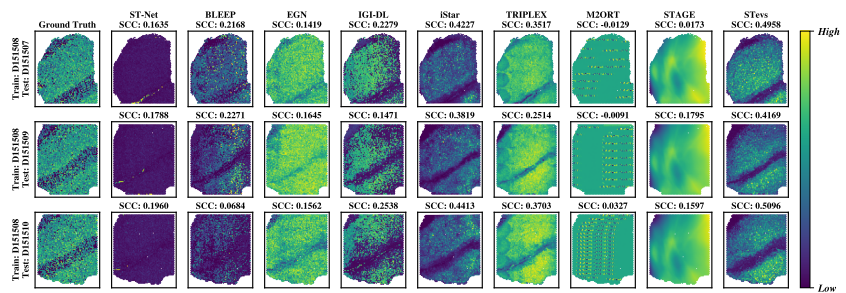 Ground Truth
ST-Net
SCC: 0.1635
BLEEP
SCC: 0.2168
EGN
SCC: 0.1419
IGI-DL
SCC: 0.2279
iStar
SCC: 0.4227
TRIPLEX
SCC: 0.3517
M2ORT
SCC: -0.0129
STAGE
SCC: 0.0173
STevs
SCC: 0.4958
Train: D151508
Test: D151507
High
SCC: 0.1788
SCC: 0.2271
SCC: 0.1645
SCC: 0.1471
SCC: 0.3819
SCC: 0.2514
SCC: -0.0091
SCC: 0.1795
SCC: 0.4169
Train: D151508
Test: D151509
SCC: 0.1960
SCC: 0.0684
SCC: 0.1562
SCC: 0.2538
SCC: 0.4413
SCC: 0.3703
SCC: 0.0327
SCC: 0.1597
SCC: 0.5096
Train: D151508
Test: D151510
Low